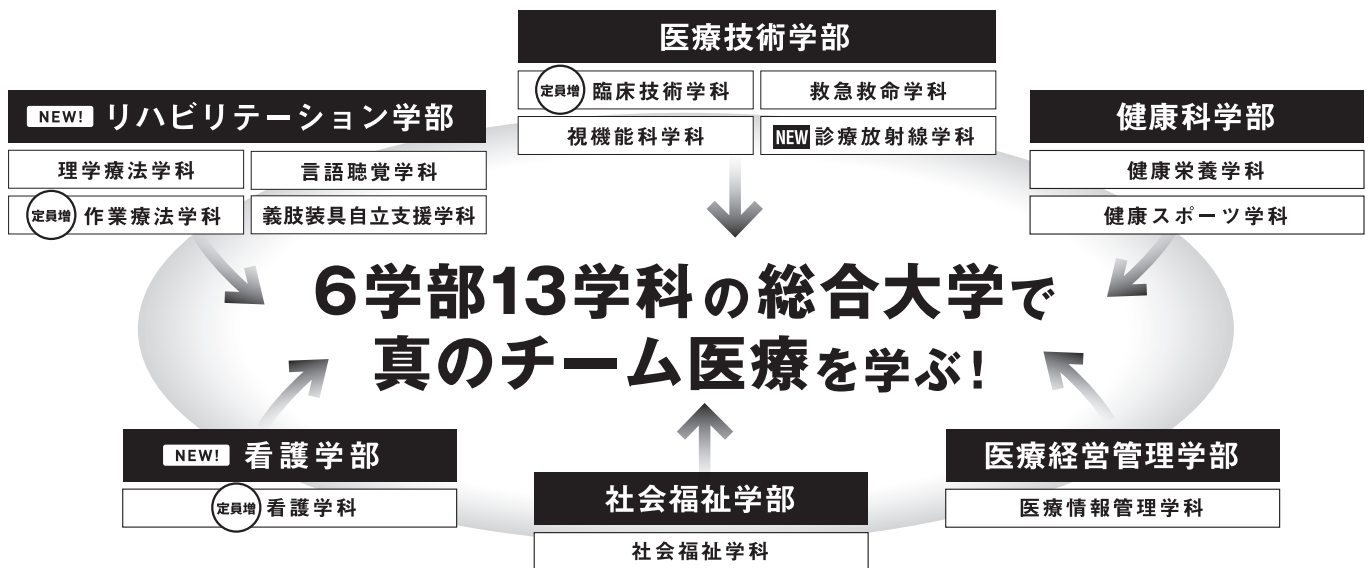 医療技術学部
定員増 臨床技術学科
救急救命学科
視機能科学科
NEW 診療放射線学科
NEW! リハビリテーション学部
理学療法学科
言語聴覚学科
定員増 作業療法学科
義肢装具自立支援学科
健康科学部
健康栄養学科
健康スポーツ学科
6学部13学科の総合大学で
真のチーム医療を学ぶ!
NEW! 看護学部
定員増 看護学科
社会福祉学部
社会福祉学科
医療経営管理学部
医療情報管理学科